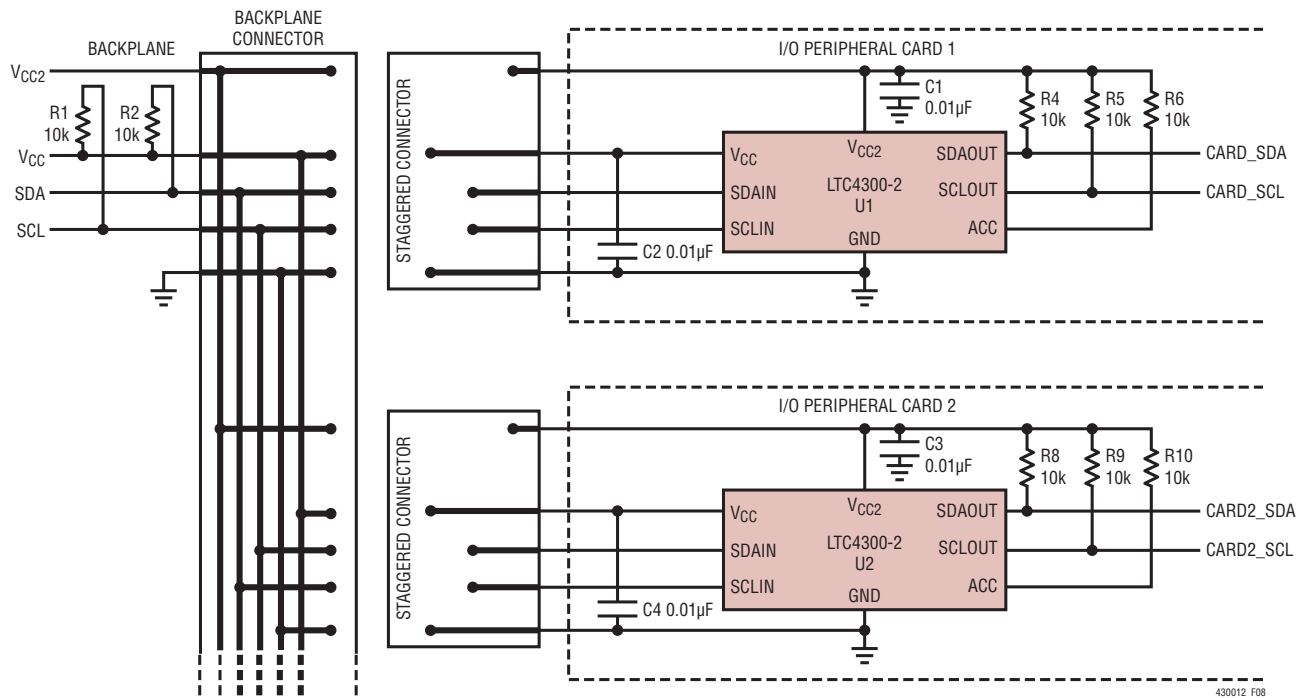 BACKPLANE
BACKPLANE
CONNECTOR
VCC2
R1
10k
R2
10k
VCC
SDA
SCL
STAGGERED CONNECTOR
I/O PERIPHERAL CARD 1
C1
0.01µF
R4
10k
R5
10k
R6
10k
VCC
VCC2
SDAOUT
CARD_SDA
SDAIN
LTC4300-2
U1
SCLOUT
CARD_SCL
SCLIN
ACC
GND
C2 0.01µF
STAGGERED CONNECTOR
I/O PERIPHERAL CARD 2
C3
0.01µF
R8
10k
R9
10k
R10
10k
VCC
VCC2
SDAOUT
CARD2_SDA
SDAIN
LTC4300-2
U2
SCLOUT
CARD2_SCL
SCLIN
ACC
GND
C4 0.01µF
430012 F08